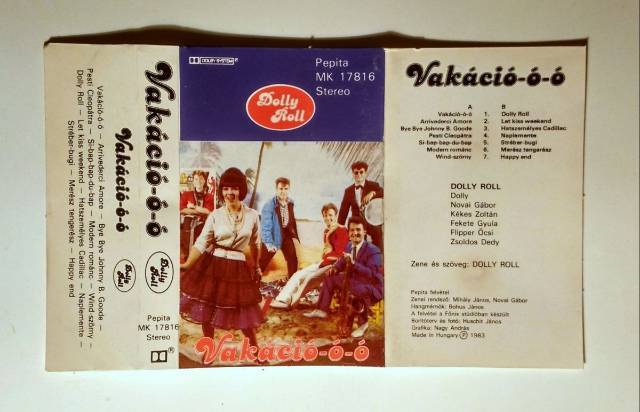 Vakáció-ó-ó – Arrivederci Amore – Bye Bye Johnny B. Goode –
Pesti Cleopátra – Si-bap-bap-du-bap – Modern románc – Wind-szörny –
Dolly Roll – Let kiss weekend – Hatszemélyes Cadillac – Naplemente –
Stréber-bugi – Merész tengerész – Happy end
Vakáció-ó-ó
Vakáció-ó-ó
Dolly
Roll
Dolly
Roll
Pepita
MK 17816
Stereo
DOLBY SYSTEM
Pepita
MK 17816
Stereo
Dolly
Roll
Vakáció-ó-ó
Vakáció-ó-ó
A B
Vakáció-ó-ó 1. Dolly Roll
Arrivederci Amore 2. Let kiss weekend
Bye Bye Johnny B. Goode 3. Hatszemélyes Cadillac
Pesti Cleopátra 4. Naplemente
Si-bap-bap-du-bap 5. Stréber-bugi
Modern románc 6. Merész tengerész
Wind-szörny 7. Happy end
DOLLY ROLL
Dolly
Novai Gábor
Kékes Zoltán
Fekete Gyula
Flipper Öcsi
Zsoldos Dedy
Zene és szöveg: DOLLY ROLL
Pepita felvétel
Zenei rendező: Mihály János, Novai Gábor
Hangmérnök: Bohus János
A felvétel a Főnix stúdióban készült
Borítóterv és fotó: Huschit János
Grafika: Nagy András
Made in Hungary Ⓟ 1983